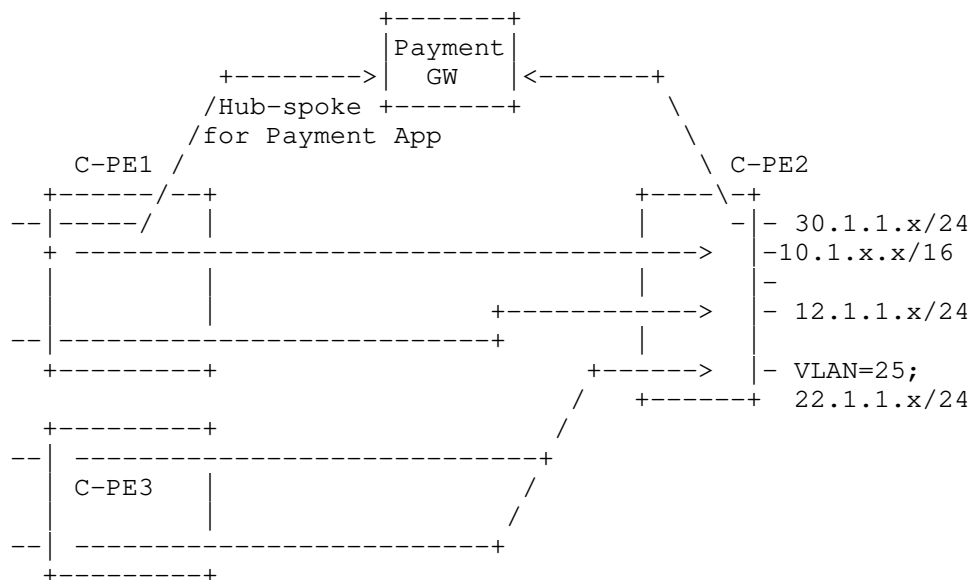 Payment
GW
Hub-spoke
for Payment App
C-PE1
C-PE2
30.1.1.x/24
10.1.x.x/16
12.1.1.x/24
VLAN=25;
22.1.1.x/24
C-PE3